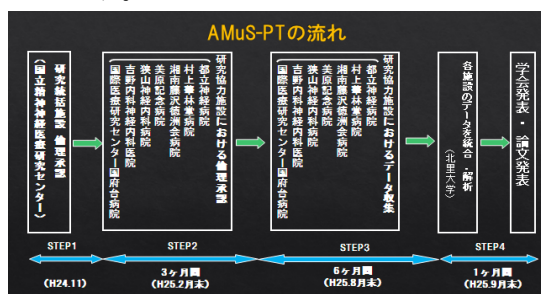 AMuS-PTの流れ
研究統括施設 倫理承認
(国立精神神経医療研究センター)
研究協力施設における倫理承認
(都立神経病院
村上華林堂病院
湘南藤沢徳洲会病院
美原記念病院
狭山神経内科病院
吉野内科神経内科医院
国際医療研究センター国府台病院)
研究協力施設におけるデータ収集
(都立神経病院
村上華林堂病院
湘南藤沢徳洲会病院
美原記念病院
狭山神経内科病院
吉野内科神経内科医院
国際医療研究センター国府台病院)
各施設のデータを統合・解析
(北里大学)
学会発表・論文発表
STEP1
STEP2
STEP3
STEP4
(H24.11)
3ヶ月間
(H25.2月末)
6ヶ月間
(H25.8月末)
1ヶ月間
(H25.9月末)